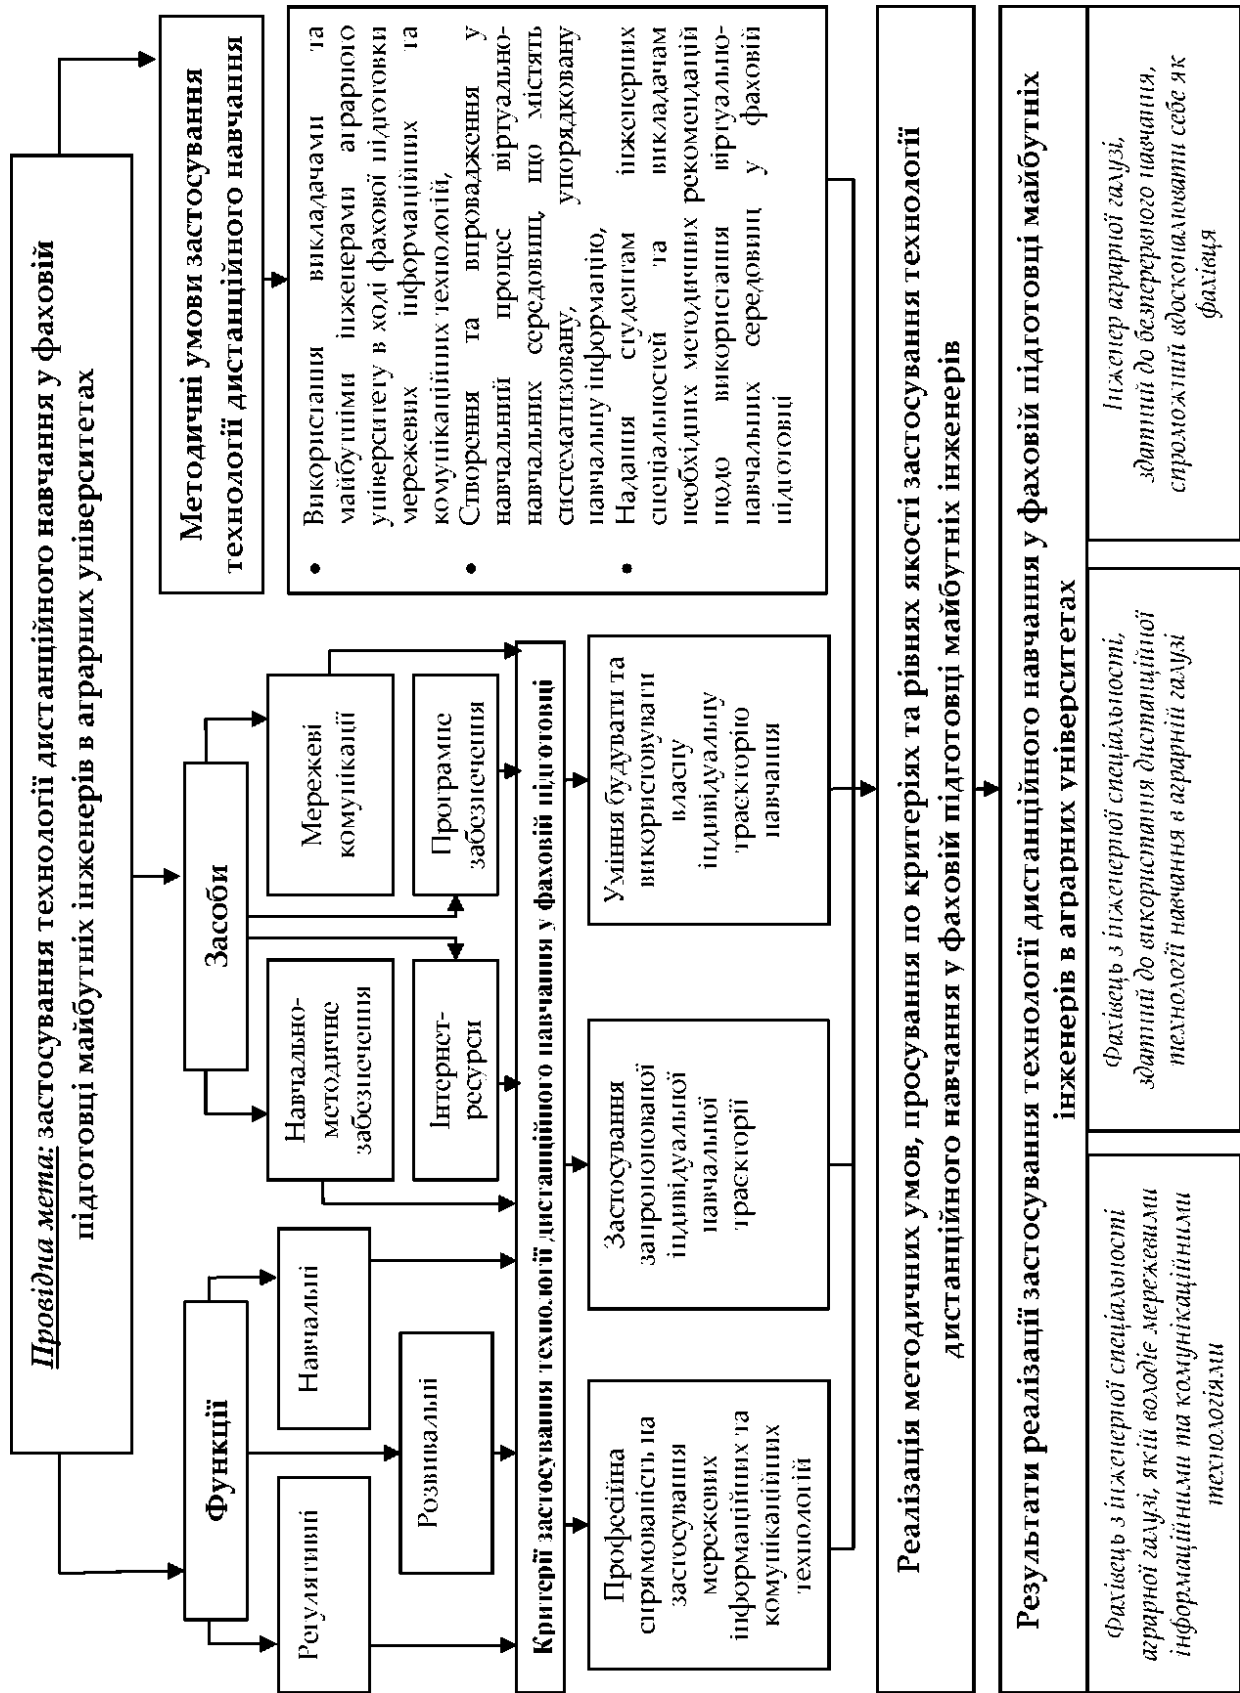 Провідна мета: застосування технології дистанційного навчання у фаховій
підготовці майбутніх інженерів в аграрних університетах
Функції
Регулятивні
Навчальні
Розвивальні
Засоби
Навчально-
методичне
забезпечення
Мережеві
комунікації
Інтернет-
ресурси
Програмне
забезпечення
Методичні умови застосування
технології дистанційного навчання
• Використання викладачами та
майбутніми інженерами аграрного
університету в ході фахової підготовки
мережевих інформаційних та
комунікаційних технологій,
• Створення та впровадження у
навчальний процес віртуально-
навчальних середовищ, що містять
систематизовану, упорядковану
навчальну інформацію,
• Надання студентам інженерних
спеціальностей та викладачам
необхідних методичних рекомендацій
щодо використання віртуально-
навчальних середовищ у фаховій
підготовці
Критерії застосування технології дистанційного навчання у фаховій підготовці
Професійна
спрямованість на
застосування
мережевих
інформаційних та
комунікаційних
технологій
Застосування
запропонованої
індивідуальної
навчальної
траєкторії
Уміння будувати та
використовувати
власну
індивідуальну
траєкторію
навчання
Реалізація методичних умов, просування по критеріях та рівнях якості застосування технології
дистанційного навчання у фаховій підготовці майбутніх інженерів
Результати реалізації застосування технології дистанційного навчання у фаховій підготовці майбутніх
інженерів в аграрних університетах
Фахівець з інженерної спеціальності
аграрної галузі, який володіє мережевими
інформаційними та комунікаційними
технологіями
Фахівець з інженерної спеціальності,
здатний до використання дистанційної
технології навчання в аграрній галузі
Інженер аграрної галузі,
здатний до безперервного навчання,
спроможний вдосконалювати себе як
фахівця